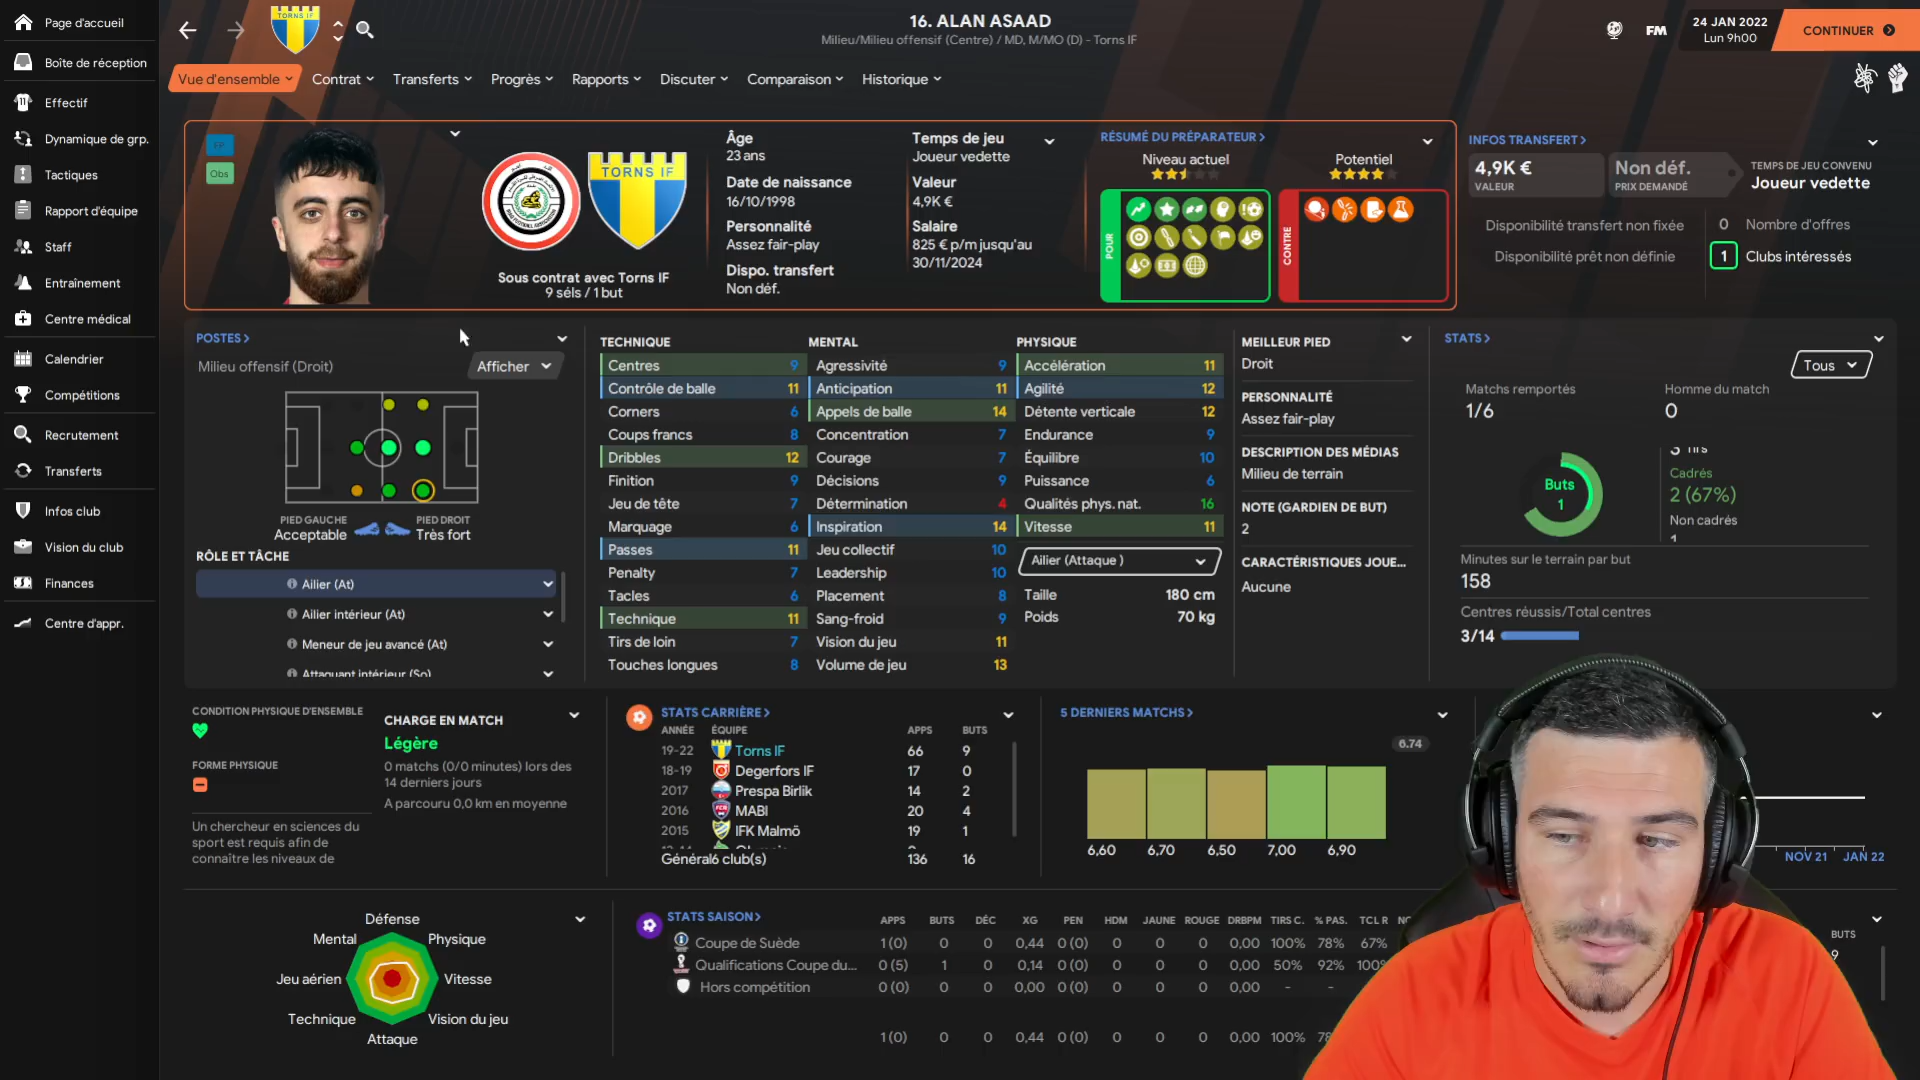 Page d'accueil
Boîte de réception
Effectif
Dynamique de grp.
Tactiques
Rapport d'équipe
Staff
Entraînement
Centre médical
Calendrier
Compétitions
Recrutement
Transferts
Infos club
Vision du club
Finances
Centre d'appr.
TORNS IF
16. ALAN ASAAD
Milieu/Milieu offensif (Centre) / MD, M/MO (D) - Torns IF
FM
24 JAN 2022
Lun 9h00
CONTINUER
Vue d'ensemble
Contrat
Transferts
Progrès
Rapports
Discuter
Comparaison
Historique
FP
Obs
TORNS IF
Sous contrat avec Torns IF
9 séls / 1 but
Âge
23 ans
Date de naissance
16/10/1998
Personnalité
Assez fair-play
Dispo. transfert
Non déf.
Temps de jeu
Joueur vedette
Valeur
4,9K €
Salaire
825 € p/m jusqu'au
30/11/2024
RÉSUMÉ DU PRÉPARATEUR >
Niveau actuel
Potentiel
POUR
CONTRE
INFOS TRANSFERT >
4,9K €
VALEUR
Non déf.
PRIX DEMANDÉ
TEMPS DE JEU CONVENU
Joueur vedette
Disponibilité transfert non fixée
0 Nombre d'offres
Disponibilité prêt non définie
1 Clubs intéressés
POSTES >
Milieu offensif (Droit)
Afficher
PIED GAUCHE
Acceptable
PIED DROIT
Très fort
RÔLE ET TÂCHE
Ailier (At)
Ailier intérieur (At)
Meneur de jeu avancé (At)
Attaquant intérieur (So)
TECHNIQUE
Centres 9
Contrôle de balle 11
Corners 6
Coups francs 8
Dribbles 12
Finition 9
Jeu de tête 7
Marquage 6
Passes 11
Penalty 7
Tacles 6
Technique 11
Tirs de loin 7
Touches longues 8
MENTAL
Agressivité 9
Anticipation 11
Appels de balle 14
Concentration 7
Courage 7
Décisions 9
Détermination 4
Inspiration 14
Jeu collectif 10
Leadership 10
Placement 8
Sang-froid 9
Vision du jeu 11
Volume de jeu 13
PHYSIQUE
Accélération 11
Agilité 12
Détente verticale 12
Endurance 9
Équilibre 10
Puissance 6
Qualités phys. nat. 16
Vitesse 11
Ailier (Attaque )
Taille 180 cm
Poids 70 kg
MEILLEUR PIED
Droit
PERSONNALITÉ
Assez fair-play
DESCRIPTION DES MÉDIAS
Milieu de terrain
NOTE (GARDIEN DE BUT)
2
CARACTÉRISTIQUES JOUE...
Aucune
STATS >
Tous
Matchs remportés
1/6
Homme du match
0
Buts
1
Cadrés
2 (67%)
Non cadrés
1
Minutes sur le terrain par but
158
Centres réussis/Total centres
3/14
CONDITION PHYSIQUE D'ENSEMBLE
FORME PHYSIQUE
Un chercheur en sciences du
sport est requis afin de
connaître les niveaux de
CHARGE EN MATCH
Légère
0 matchs (0/0 minutes) lors des
14 derniers jours
A parcouru 0,0 km en moyenne
STATS CARRIÈRE >
ANNÉE ÉQUIPE APPS BUTS
19-22 Torns IF 66 9
18-19 Degerfors IF 17 0
2017 Prespa Birlik 14 2
2016 MABI 20 4
2015 IFK Malmö 19 1
Général 6 club(s) 136 16
5 DERNIERS MATCHS >
6.74
6,60 6,70 6,50 7,00 6,90
NOV 21 JAN 22
Défense
Mental
Physique
Jeu aérien
Vitesse
Technique
Vision du jeu
Attaque
STATS SAISON >
APPS BUTS DÉC XG PEN HDM JAUNE ROUGE DRBPM TIRS C. % PAS. TCL R
Coupe de Suède 1 (0) 0 0 0,44 0 (0) 0 0 0 0,00 100% 78% 67%
Qualifications Coupe du... 0 (5) 1 0 0,14 0 (0) 0 0 0 0,00 50% 92% 100
Hors compétition 0 (0) 0 0 0,00 0 (0) 0 0 0 0,00 - -
1 (0) 0 0 0,44 0 (0) 0 0 0 0,00 100%
BUTS